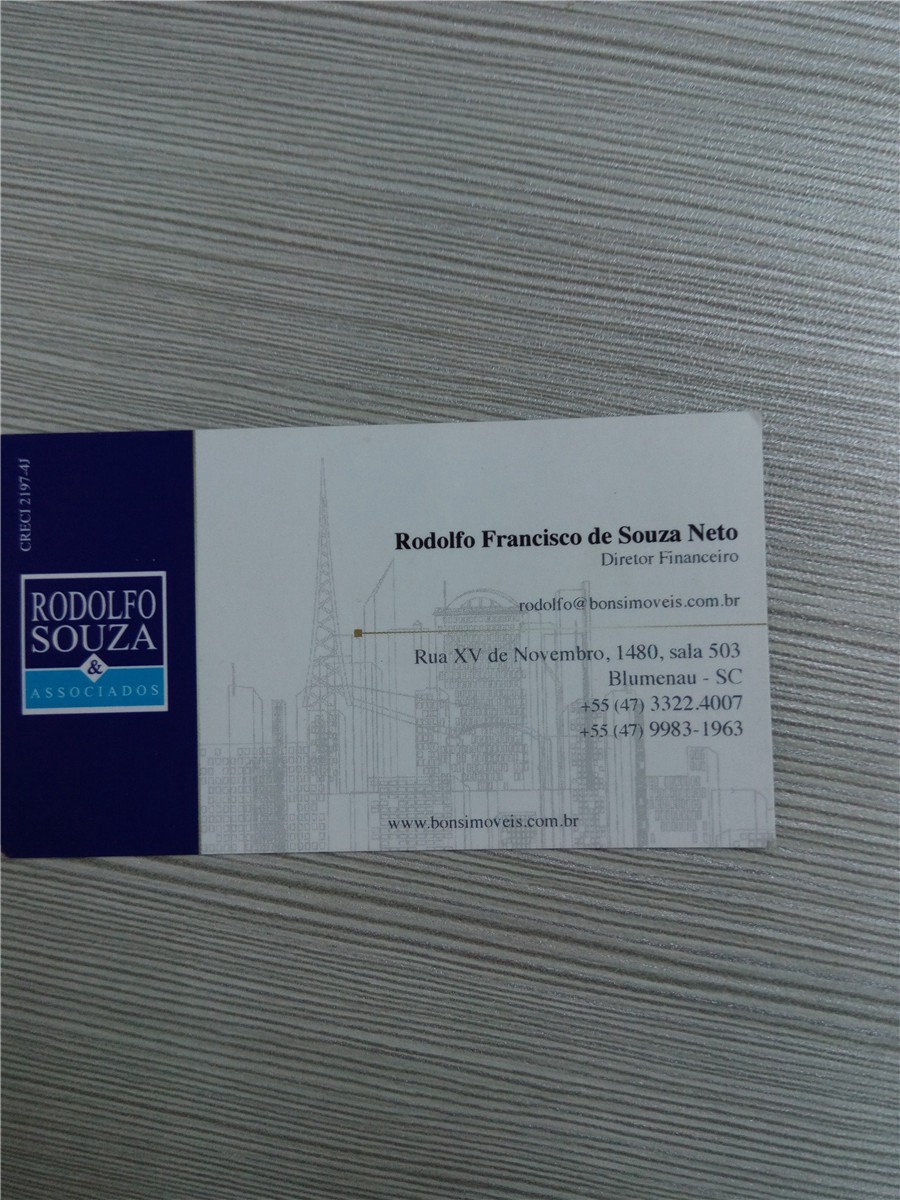 CRECI 2197-4J
RODOLFO
SOUZA
&
ASSOCIADOS
Rodolfo Francisco de Souza Neto
Diretor Financeiro
rodolfo@bonsimoveis.com.br
Rua XV de Novembro, 1480, sala 503
Blumenau - SC
+55 (47) 3322.4007
+55 (47) 9983-1963
www.bonsimoveis.com.br